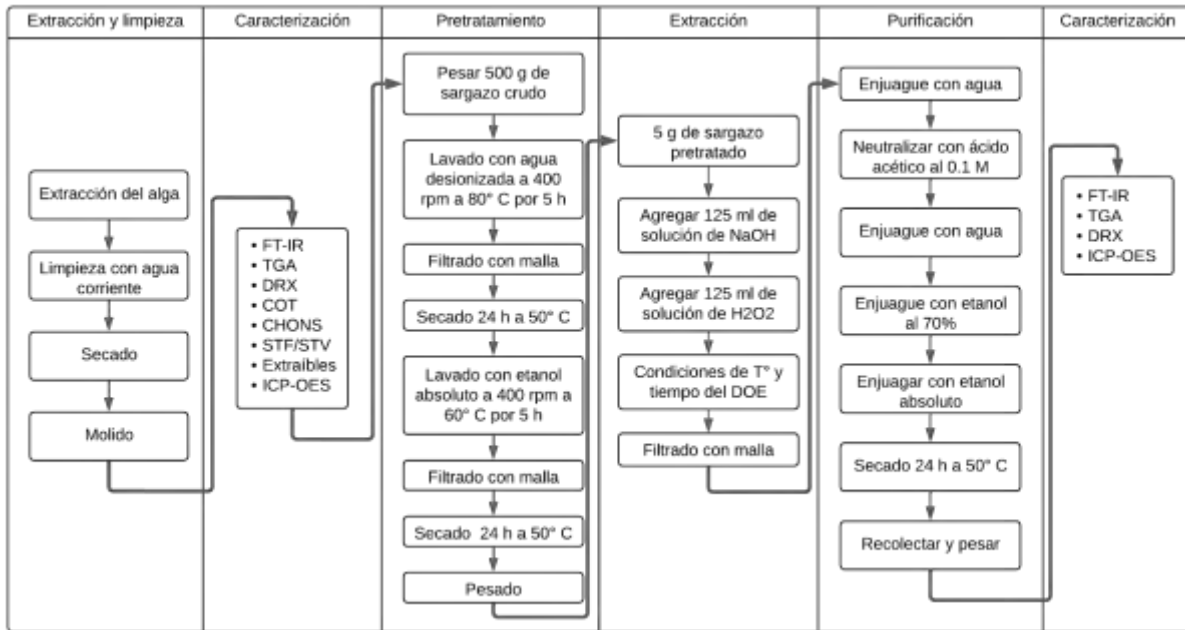 Extracción y limpieza
Caracterización
Pretratamiento
Extracción
Purificación
Caracterización
Extracción del alga
Limpieza con agua
corriente
Secado
Molido
• FT-IR
• TGA
• DRX
• COT
• CHONS
• STF/STV
• Extraíbles
• ICP-OES
Pesar 500 g de
sargazo crudo
Lavado con agua
desionizada a 400
rpm a 80° C por 5 h
Filtrado con malla
Secado 24 h a 50° C
Lavado con etanol
absoluto a 400 rpm a
60° C por 5 h
Filtrado con malla
Secado 24 h a 50° C
Pesado
5 g de sargazo
pretratado
Agregar 125 ml de
solución de NaOH
Agregar 125 ml de
solución de H2O2
Condiciones de T° y
tiempo del DOE
Filtrado con malla
Enjuague con agua
Neutralizar con ácido
acético al 0.1 M
Enjuague con agua
Enjuague con etanol
al 70%
Enjuagar con etanol
absoluto
Secado 24 h a 50° C
Recolectar y pesar
• FT-IR
• TGA
• DRX
• ICP-OES